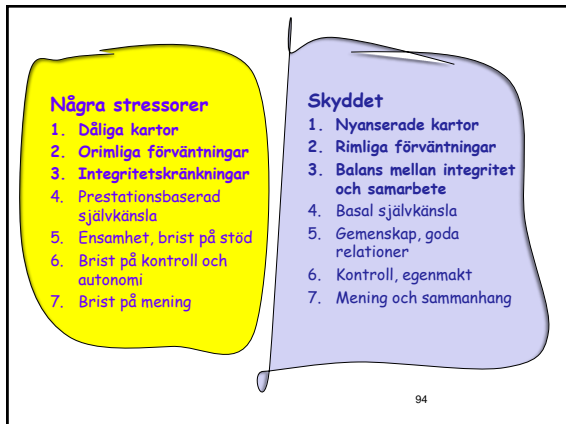 Några stressorer
1. Dåliga kartor
2. Orimliga förväntningar
3. Integritetskränkningar
4. Prestationsbaserad
självkänsla
5. Ensamhet, brist på stöd
6. Brist på kontroll och
autonomi
7. Brist på mening
Skyddet
1. Nyanserade kartor
2. Rimliga förväntningar
3. Balans mellan integritet
och samarbete
4. Basal självkänsla
5. Gemenskap, goda
relationer
6. Kontroll, egenmakt
7. Mening och sammanhang
94